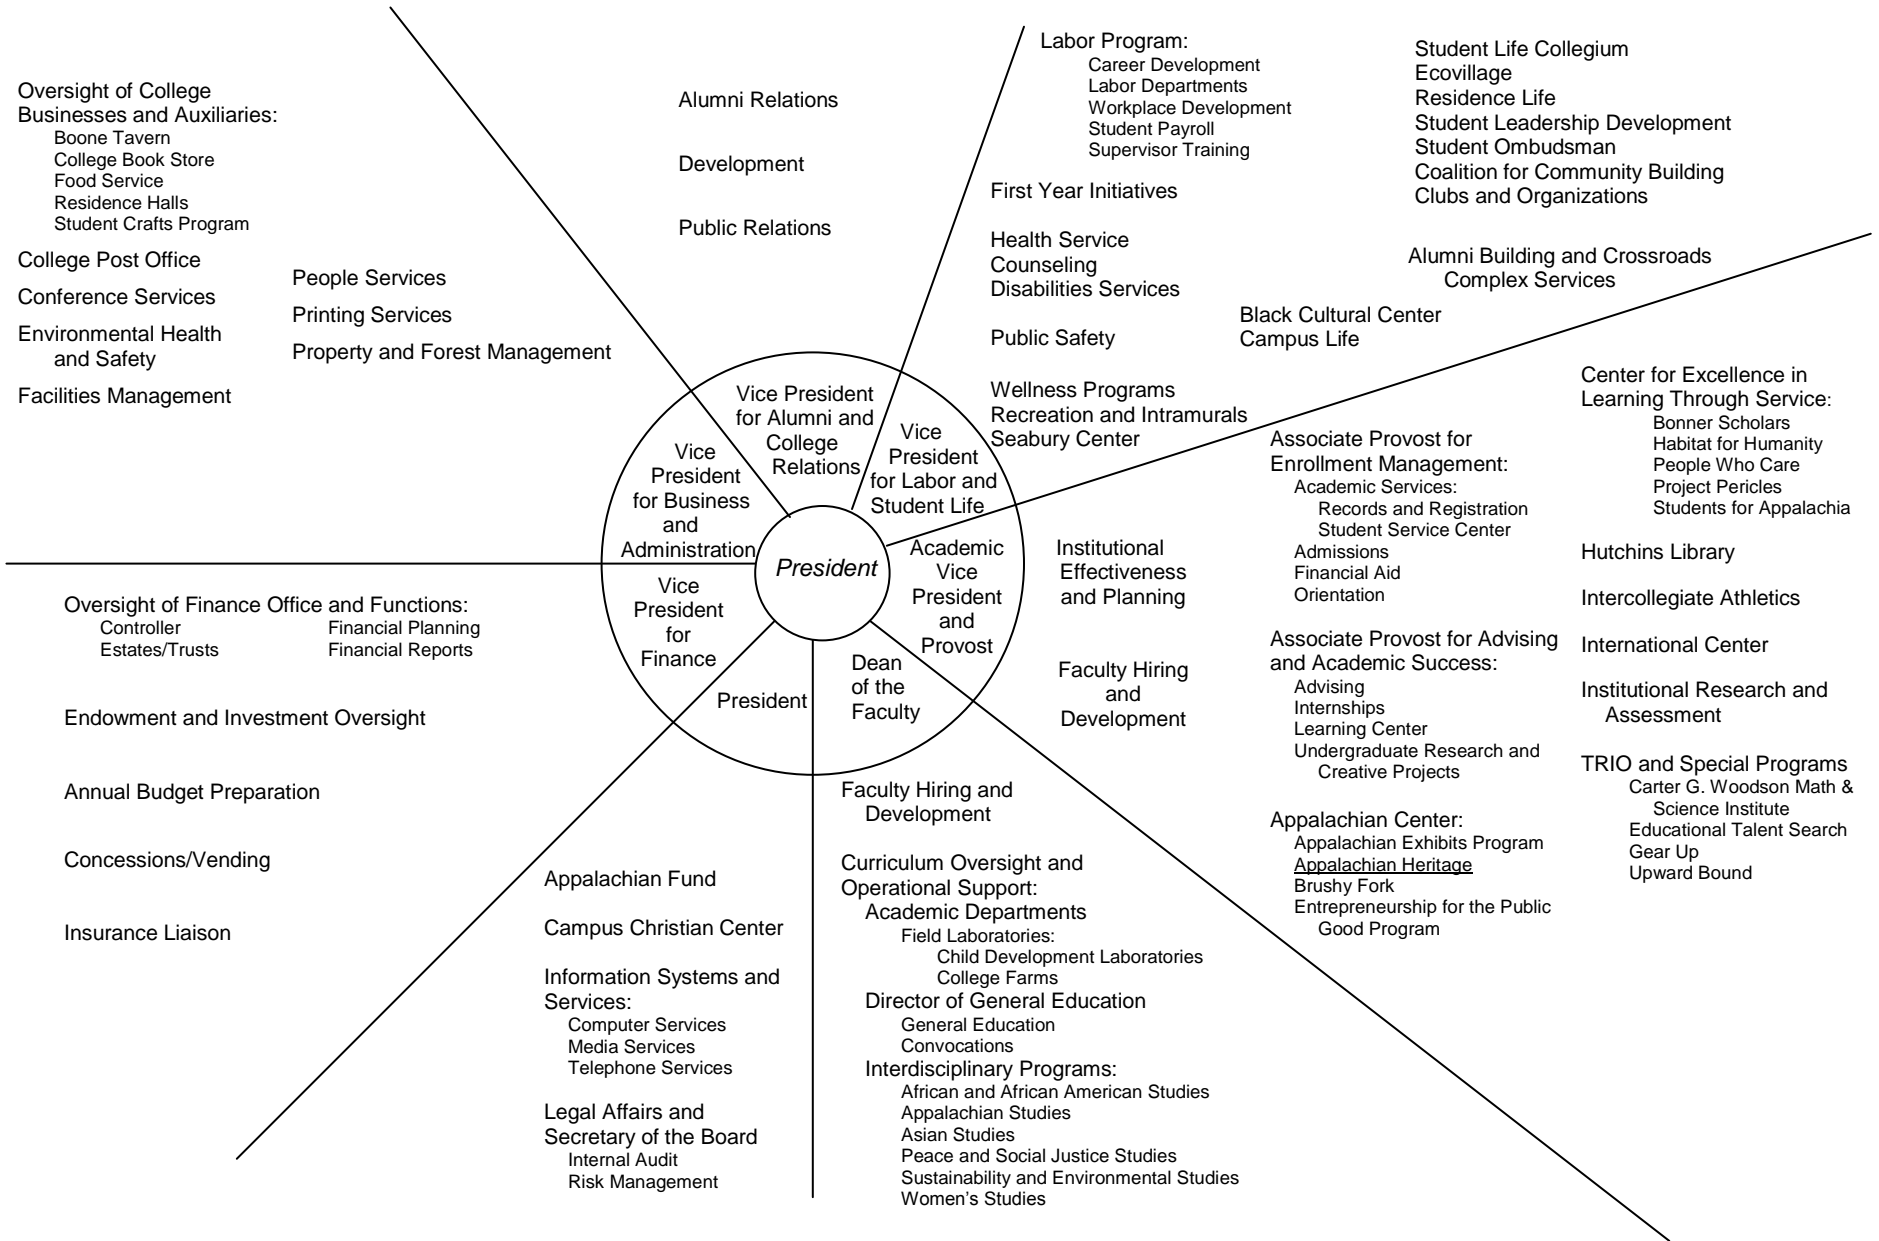 Oversight of College
Businesses and Auxiliaries:
Boone Tavern
College Book Store
Food Service
Residence Halls
Student Crafts Program
College Post Office
Conference Services
Environmental Health
and Safety
Facilities Management
People Services
Printing Services
Property and Forest Management
Alumni Relations
Development
Public Relations
Labor Program:
Career Development
Labor Departments
Workplace Development
Student Payroll
Supervisor Training
First Year Initiatives
Health Service
Counseling
Disabilities Services
Public Safety
Wellness Programs
Recreation and Intramurals
Seabury Center
Student Life Collegium
Ecovillage
Residence Life
Student Leadership Development
Student Ombudsman
Coalition for Community Building
Clubs and Organizations
Alumni Building and Crossroads
Complex Services
Black Cultural Center
Campus Life
Vice President
for Alumni and
College
Relations
Vice
President
for Labor and
Student Life
Vice
President
for Business
and
Administration
President
Academic
Vice
President
and
Provost
Vice
President
for
Finance
President
Dean
of the
Faculty
Institutional
Effectiveness
and Planning
Faculty Hiring
and
Development
Associate Provost for
Enrollment Management:
Academic Services:
Records and Registration
Student Service Center
Admissions
Financial Aid
Orientation
Associate Provost for Advising
and Academic Success:
Advising
Internships
Learning Center
Undergraduate Research and
Creative Projects
Appalachian Center:
Appalachian Exhibits Program
Appalachian Heritage
Brushy Fork
Entrepreneurship for the Public
Good Program
Center for Excellence in
Learning Through Service:
Bonner Scholars
Habitat for Humanity
People Who Care
Project Pericles
Students for Appalachia
Hutchins Library
Intercollegiate Athletics
International Center
Institutional Research and
Assessment
TRIO and Special Programs
Carter G. Woodson Math &
Science Institute
Educational Talent Search
Gear Up
Upward Bound
Oversight of Finance Office and Functions:
Controller
Estates/Trusts
Financial Planning
Financial Reports
Endowment and Investment Oversight
Annual Budget Preparation
Concessions/Vending
Insurance Liaison
Appalachian Fund
Campus Christian Center
Information Systems and
Services:
Computer Services
Media Services
Telephone Services
Legal Affairs and
Secretary of the Board
Internal Audit
Risk Management
Faculty Hiring and
Development
Curriculum Oversight and
Operational Support:
Academic Departments
Field Laboratories:
Child Development Laboratories
College Farms
Director of General Education
General Education
Convocations
Interdisciplinary Programs:
African and African American Studies
Appalachian Studies
Asian Studies
Peace and Social Justice Studies
Sustainability and Environmental Studies
Women’s Studies